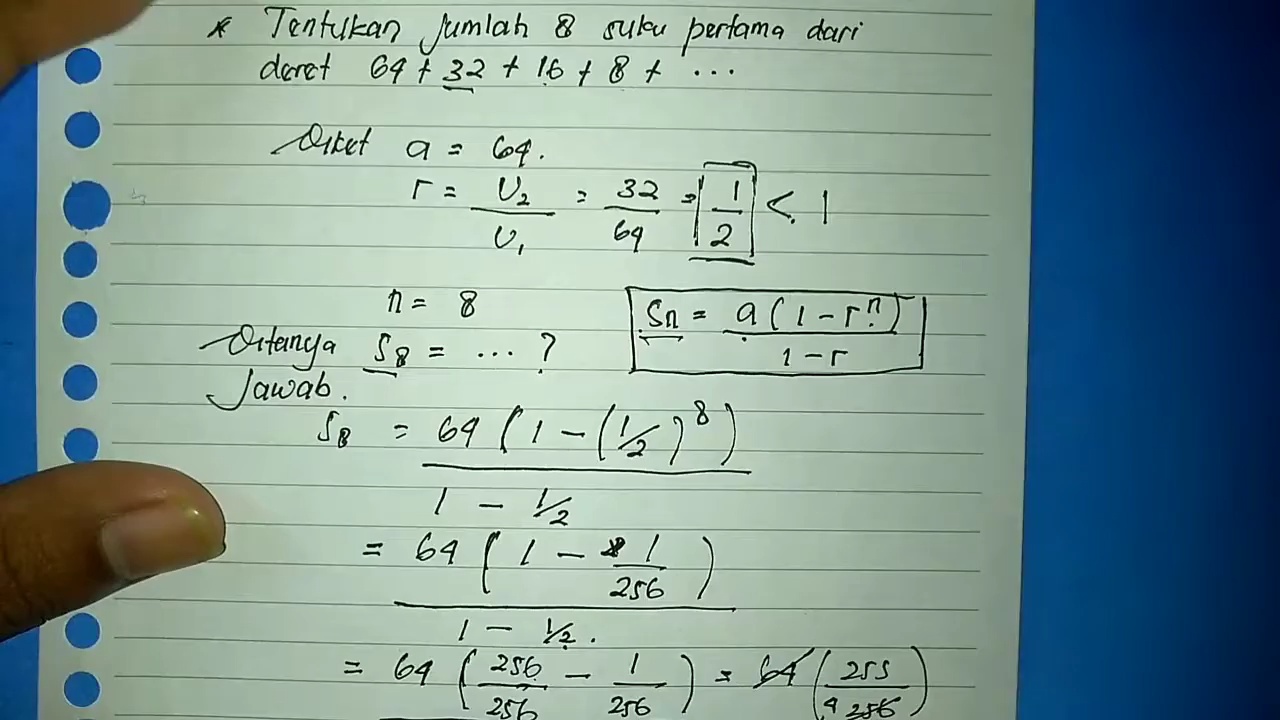 * Tentukan jumlah 8 suku pertama dari
deret 64 + 32 + 16 + 8 + ...
Diket a = 64.
r = U₂/U₁ = 32/64 = 1/2 < 1
n = 8
Sn = a(1 - rⁿ)/1 - r
Ditanya S₈ = ... ?
Jawab.
S₈ = 64(1 - (1/2)⁸)/1 - 1/2
= 64(1 - 1/256)/1 - 1/2.
= 64(256/256 - 1/256) = 64(255/4 256)